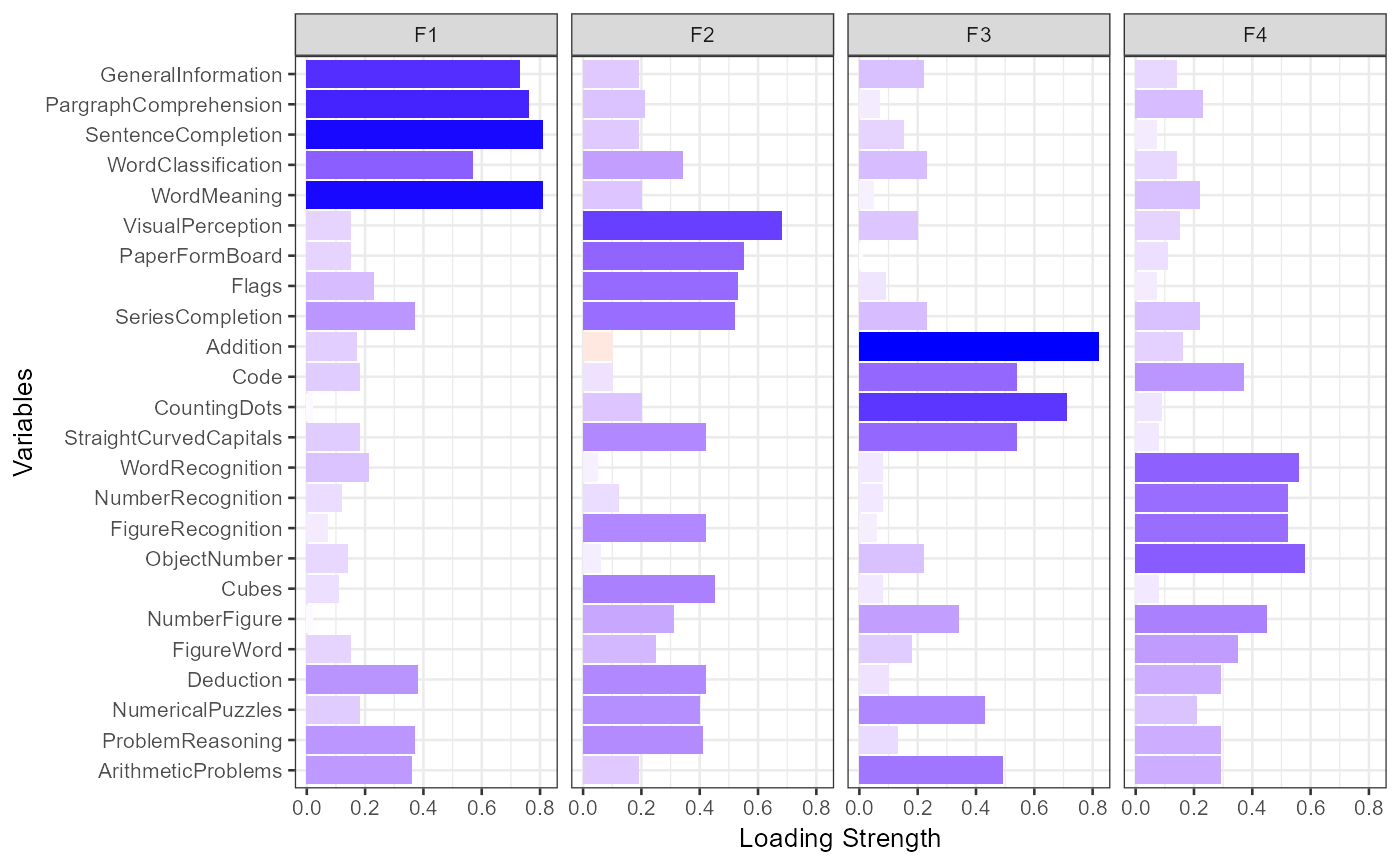 F1 F2 F3 F4
GeneralInformation
PargraphComprehension
SentenceCompletion
WordClassification
WordMeaning
VisualPerception
PaperFormBoard
Flags
SeriesCompletion
Addition
Code
CountingDots
StraightCurvedCapitals
WordRecognition
NumberRecognition
FigureRecognition
ObjectNumber
Cubes
NumberFigure
FigureWord
Deduction
NumericalPuzzles
ProblemReasoning
ArithmeticProblems
Variables
0.0 0.2 0.4 0.6 0.8 0.0 0.2 0.4 0.6 0.8 0.0 0.2 0.4 0.6 0.8 0.0 0.2 0.4 0.6 0.8
Loading Strength